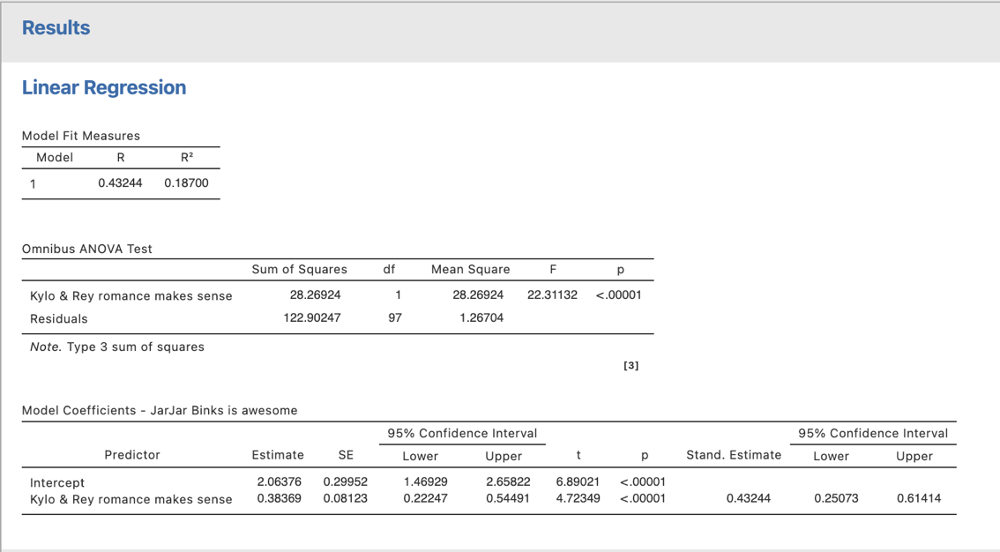 Results
Linear Regression
Model Fit Measures
Model R R²
1 0.43244 0.18700
Omnibus ANOVA Test
Sum of Squares df Mean Square F p
Kylo & Rey romance makes sense 28.26924 1 28.26924 22.31132 <.00001
Residuals 122.90247 97 1.26704
Note. Type 3 sum of squares
[3]
Model Coefficients - JarJar Binks is awesome
95% Confidence Interval 95% Confidence Interval
Predictor Estimate SE Lower Upper t p Stand. Estimate Lower Upper
Intercept 2.06376 0.29952 1.46929 2.65822 6.89021 <.00001
Kylo & Rey romance makes sense 0.38369 0.08123 0.22247 0.54491 4.72349 <.00001 0.43244 0.25073 0.61414